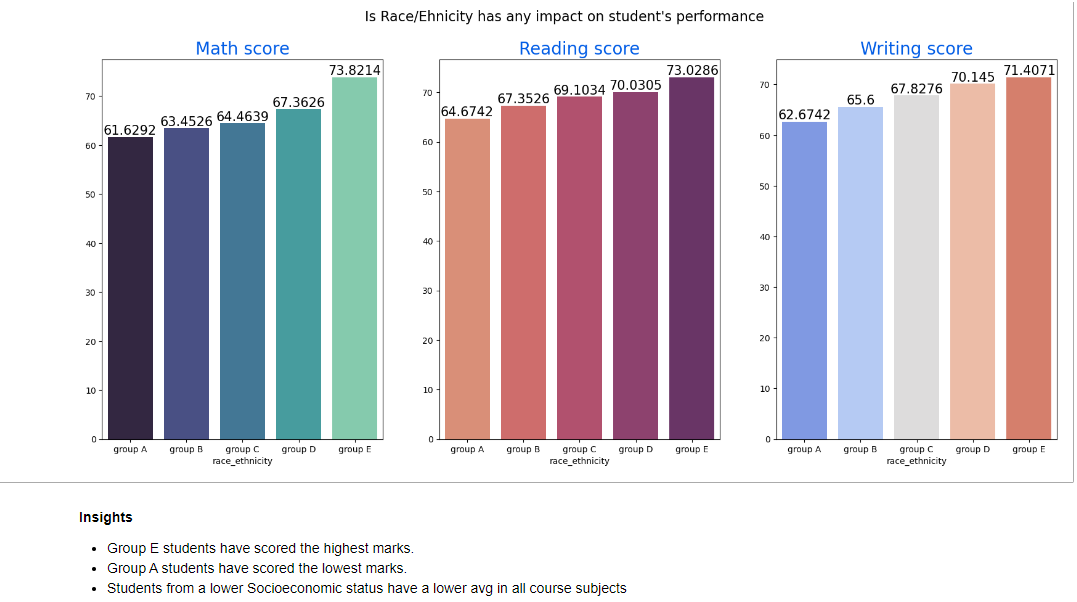 Is Race/Ehnicity has any impact on student's performance
Math score
61.6292 63.4526 64.4639 67.3626 73.8214
70
60
50
40
30
20
10
0
group A group B group C group D group E
race_ethnicity
Reading score
64.6742 67.3526 69.1034 70.0305 73.0286
70
60
50
40
30
20
10
0
group A group B group C group D group E
race_ethnicity
Writing score
62.6742 65.6 67.8276 70.145 71.4071
70
60
50
40
30
20
10
0
group A group B group C group D group E
race_ethnicity
Insights
• Group E students have scored the highest marks.
• Group A students have scored the lowest marks.
• Students from a lower Socioeconomic status have a lower avg in all course subjects